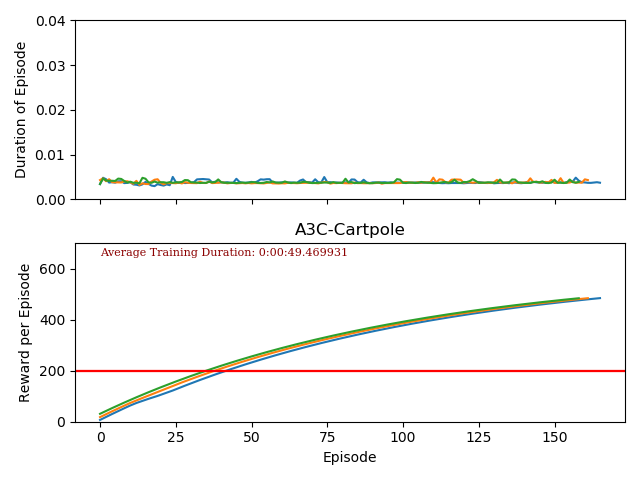 0.04
0.03
0.02
0.01
0.00
Duration of Episode
A3C-Cartpole
Average Training Duration: 0:00:49.469931
600
400
200
0
Reward per Episode
0 25 50 75 100 125 150
Episode